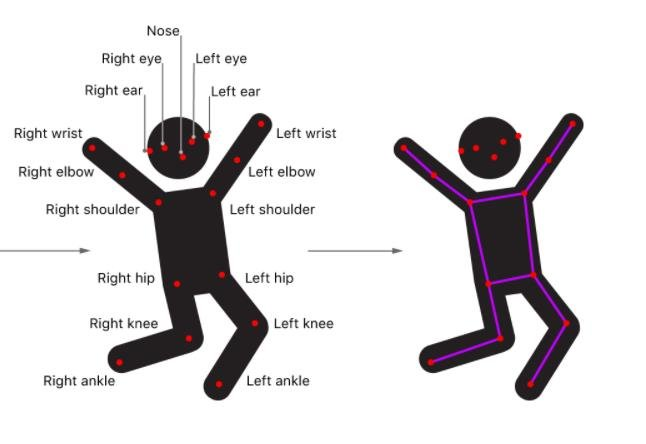 Nose
Right eye
Left eye
Right ear
Left ear
Right wrist
Left wrist
Right elbow
Left elbow
Right shoulder
Left shoulder
Right hip
Left hip
Right knee
Left knee
Right ankle
Left ankle